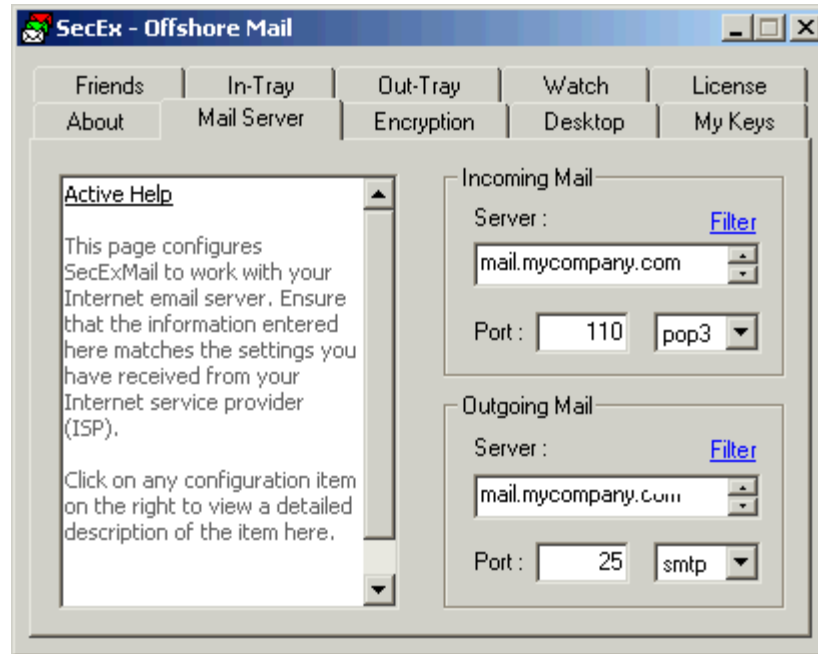 SecEx - Offshore Mail
Friends In-Tray Out-Tray Watch License
About Mail Server Encryption Desktop My Keys
Active Help
This page configures
SecExMail to work with your
Internet email server. Ensure
that the information entered
here matches the settings you
have received from your
Internet service provider
(ISP).
Click on any configuration item
on the right to view a detailed
description of the item here.
Incoming Mail
Server : Filter
mail.mycompany.com
Port : 110 pop3
Outgoing Mail
Server : Filter
mail.mycompany.com
Port : 25 smtp